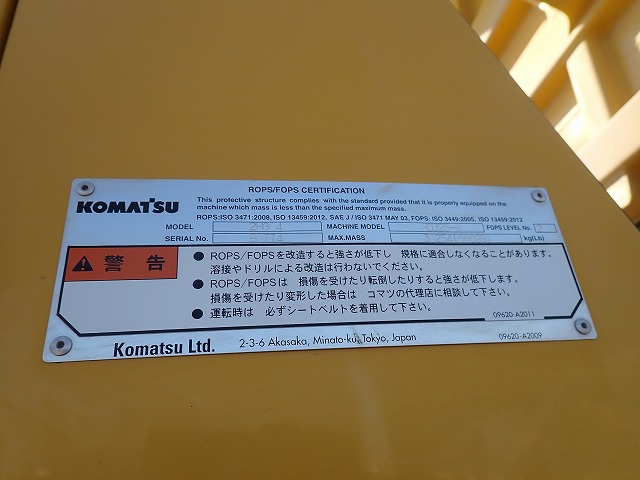 ROPS/FOPS CERTIFICATION
KOMATSU
This protective structure complies with the standard provided that it is properly equipped on the
machine which mass is less than the specified maximum mass.
ROPS: ISO 3471:2008, ISO 13459:2012, SAE J / ISO 3471 MAY 03, FOPS: ISO 3449:2005, ISO 13459:2012
MODEL MACHINE MODEL FOPS LEVEL No.
SERIAL No. MAX.MASS kg(Lb)
警 告
● ROPS/FOPSを改造すると強さが低下し 規格に適合しなくなることがあります。
溶接やドリルによる改造は行わないでください。
● ROPS/FOPSは 損傷を受けたり転倒したりすると強さが低下します。
損傷を受けたり変形した場合は コマツの代理店に相談して下さい。
● 運転時は 必ずシートベルトを着用して下さい。
09620-A2011
Komatsu Ltd. 2-3-6 Akasaka, Minato-ku, Tokyo, Japan 09620-A2009